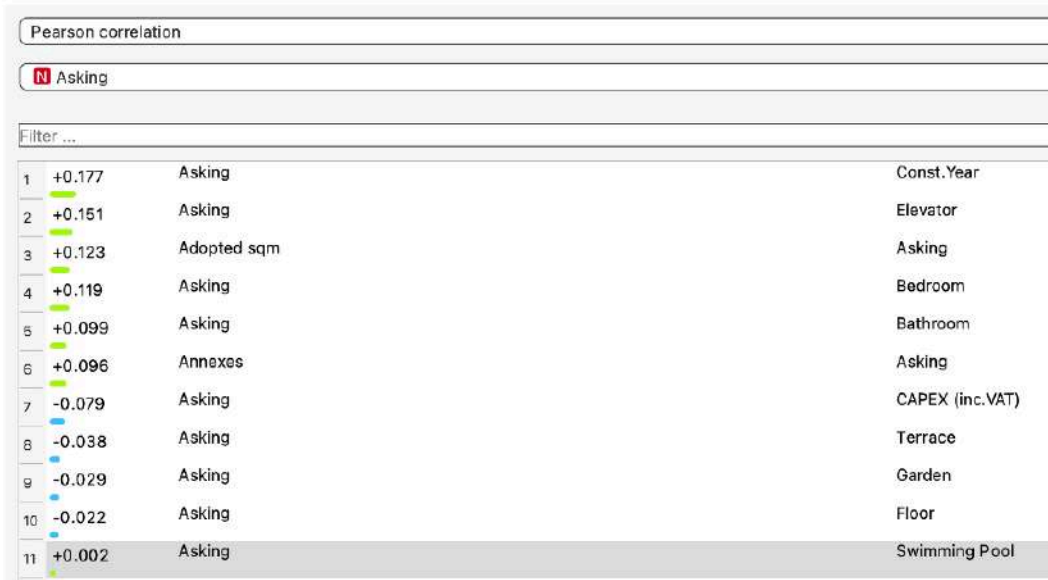 Pearson correlation
N Asking
Filter ...
1 +0.177 Asking Const.Year
2 +0.151 Asking Elevator
3 +0.123 Adopted sqm Asking
4 +0.119 Asking Bedroom
5 +0.099 Asking Bathroom
6 +0.096 Annexes Asking
7 -0.079 Asking CAPEX (inc.VAT)
8 -0.038 Asking Terrace
9 -0.029 Asking Garden
10 -0.022 Asking Floor
11 +0.002 Asking Swimming Pool